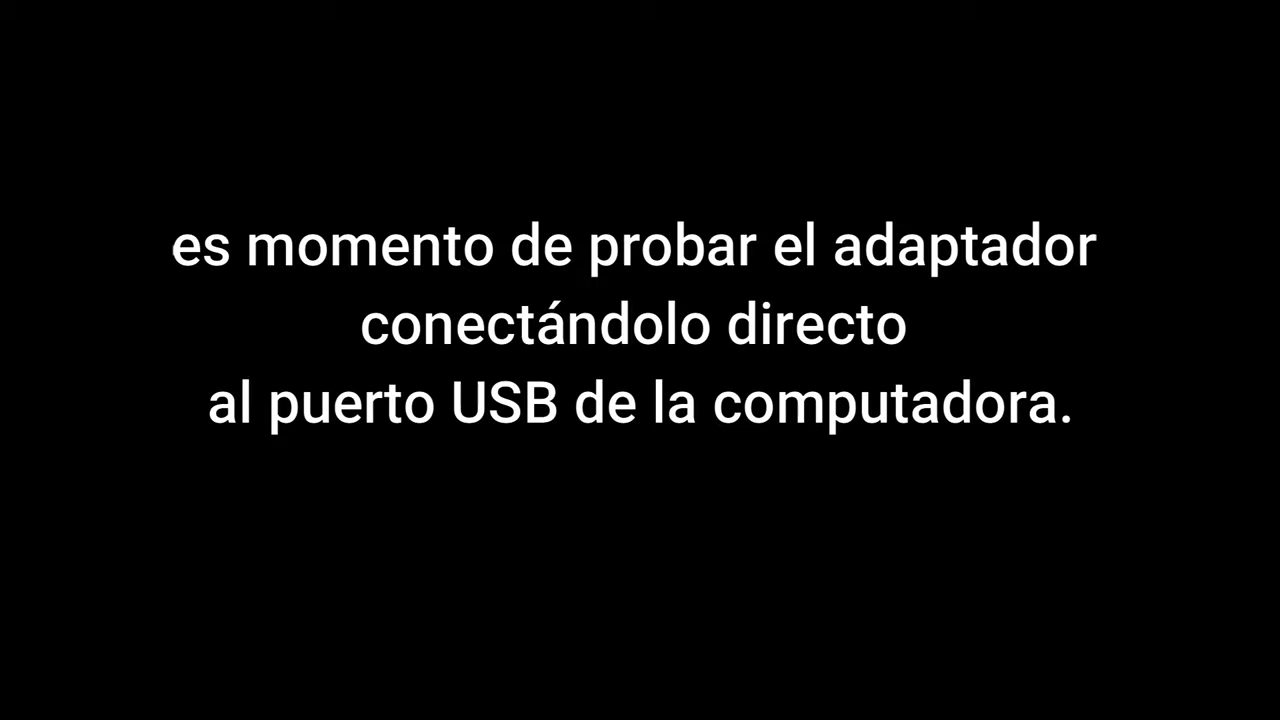 es momento de probar el adaptador
conectándolo directo
al puerto USB de la computadora.